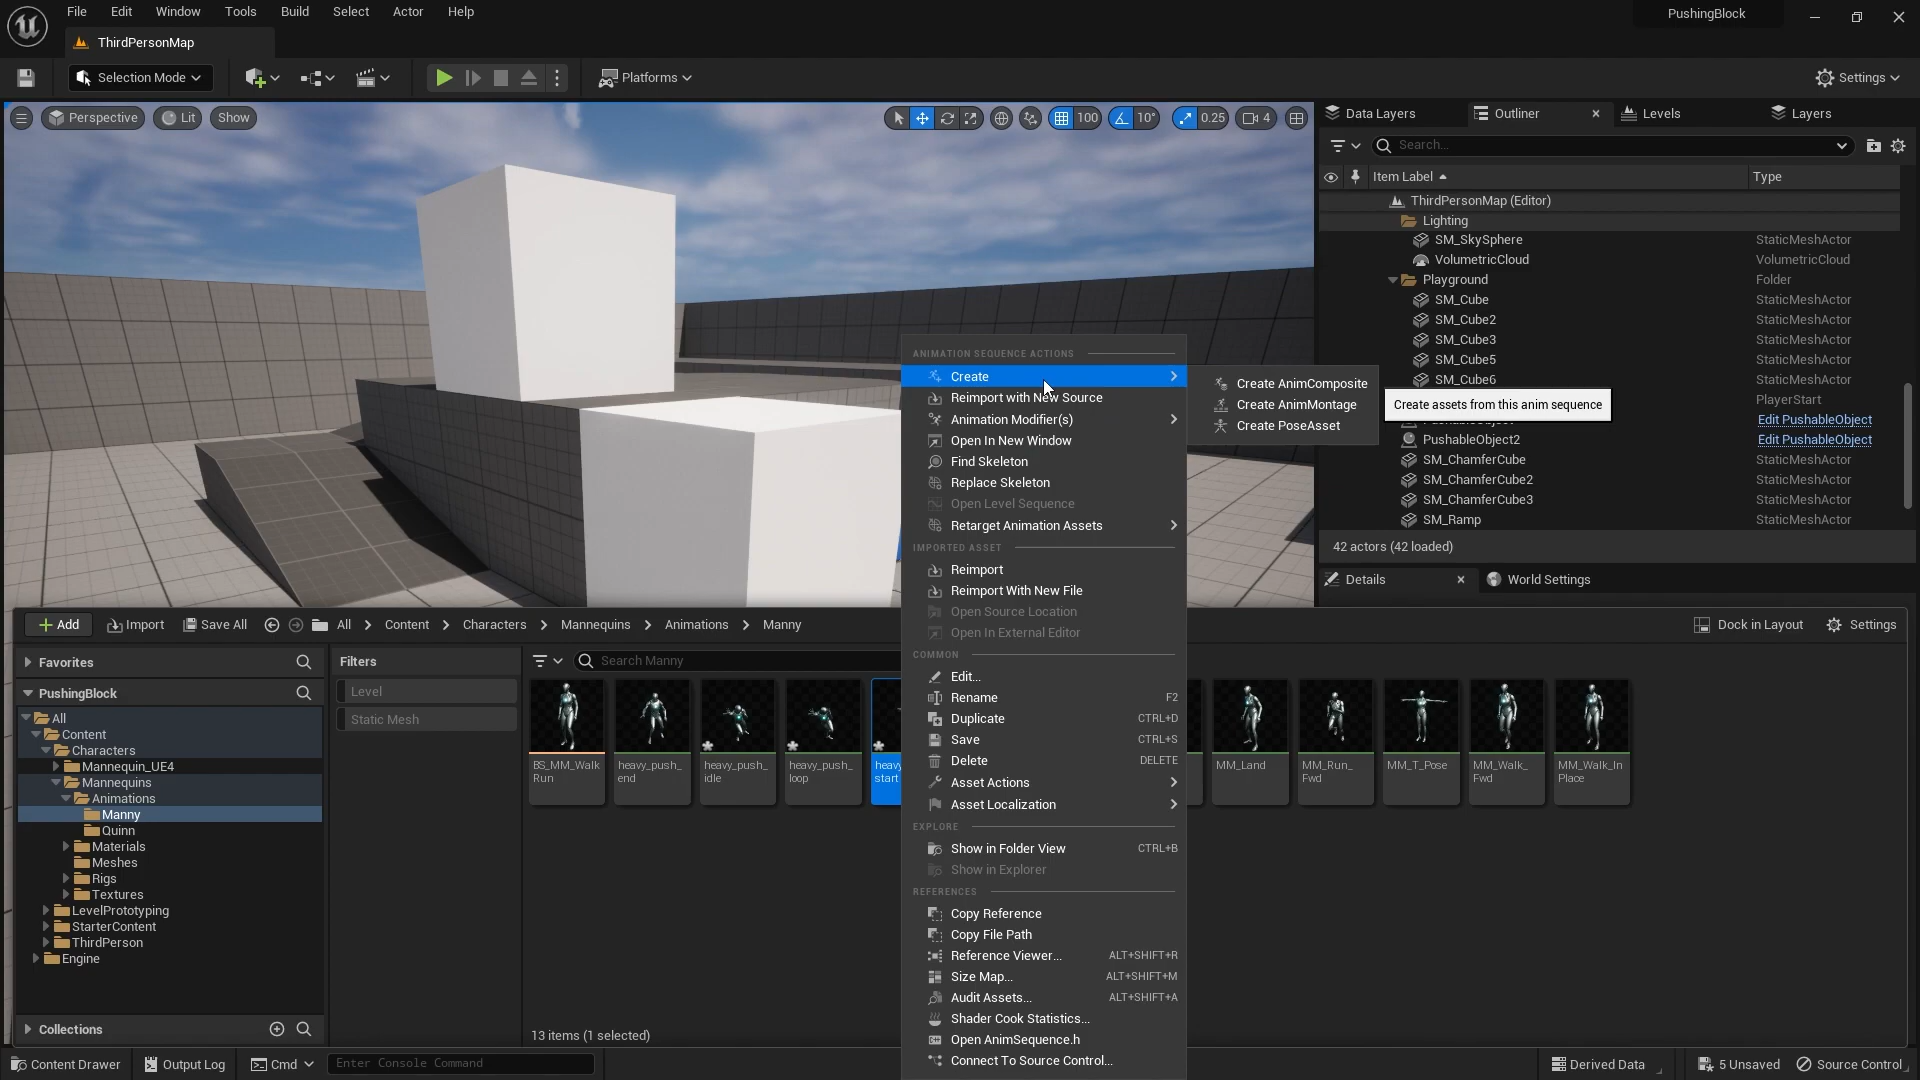 File Edit Window Tools Build Select Actor Help
PushingBlock
ThirdPersonMap
Selection Mode
Platforms
Settings
Perspective Lit Show
100 10° 0.25 4
Data Layers Outliner Levels Layers
Search...
Item Label Type
ThirdPersonMap (Editor)
Lighting
SM_SkySphere StaticMeshActor
VolumetricCloud VolumetricCloud
Playground Folder
SM_Cube StaticMeshActor
SM_Cube2 StaticMeshActor
SM_Cube3 StaticMeshActor
SM_Cube5 StaticMeshActor
SM_Cube6 StaticMeshActor
PlayerStart
Edit PushableObject
PushableObject2 Edit PushableObject
SM_ChamferCube StaticMeshActor
SM_ChamferCube2 StaticMeshActor
SM_ChamferCube3 StaticMeshActor
SM_Ramp StaticMeshActor
42 actors (42 loaded)
Details World Settings
ANIMATION SEQUENCE ACTIONS
Create
Reimport with New Source
Animation Modifier(s)
Open In New Window
Find Skeleton
Replace Skeleton
Open Level Sequence
Retarget Animation Assets
IMPORTED ASSET
Reimport
Reimport With New File
Open Source Location
Open In External Editor
COMMON
Edit...
Rename F2
Duplicate CTRL+D
Save CTRL+S
Delete DELETE
Asset Actions
Asset Localization
EXPLORE
Show in Folder View CTRL+B
Show in Explorer
REFERENCES
Copy Reference
Copy File Path
Reference Viewer... ALT+SHIFT+R
Size Map... ALT+SHIFT+M
Audit Assets... ALT+SHIFT+A
Shader Cook Statistics...
Open AnimSequence.h
Connect To Source Control...
Create AnimComposite
Create AnimMontage
Create PoseAsset
Create assets from this anim sequence
Add Import Save All All Content Characters Mannequins Animations Manny
Dock in Layout Settings
Favorites
PushingBlock
All
Content
Characters
Mannequin_UE4
Mannequins
Animations
Manny
Quinn
Materials
Meshes
Rigs
Textures
LevelPrototyping
StarterContent
ThirdPerson
Engine
Collections
Filters
Level
Static Mesh
Search Manny
BS_MM_Walk
Run
heavy_push_
end
heavy_push_
idle
heavy_push_
loop
heavy
start
MM_Land
MM_Run_
Fwd
MM_T_Pose
MM_Walk_
Fwd
MM_Walk_In
Place
13 items (1 selected)
Content Drawer Output Log Cmd Enter Console Command
Derived Data 5 Unsaved Source Control